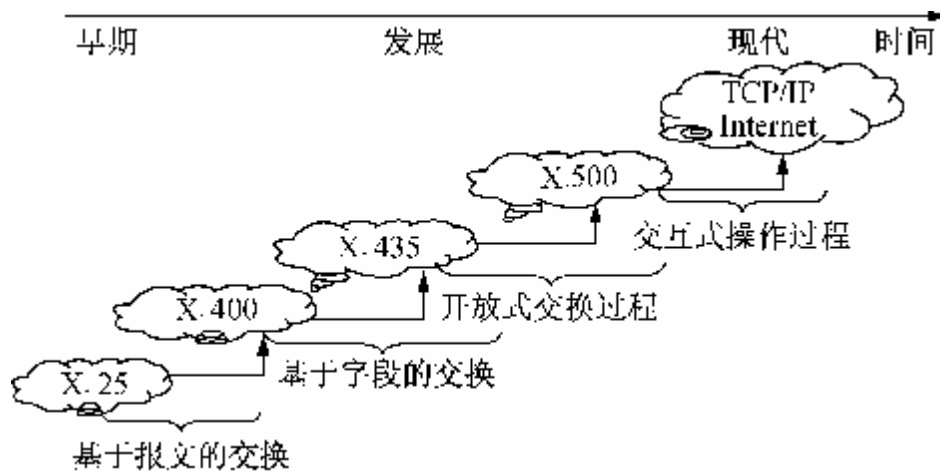 早期 发展 现代 时间
TCP/IP
Internet
X.500
交互式操作过程
X. 435
开放式交换过程
X. 400
基于字段的交换
X. 25
基于报文的交换